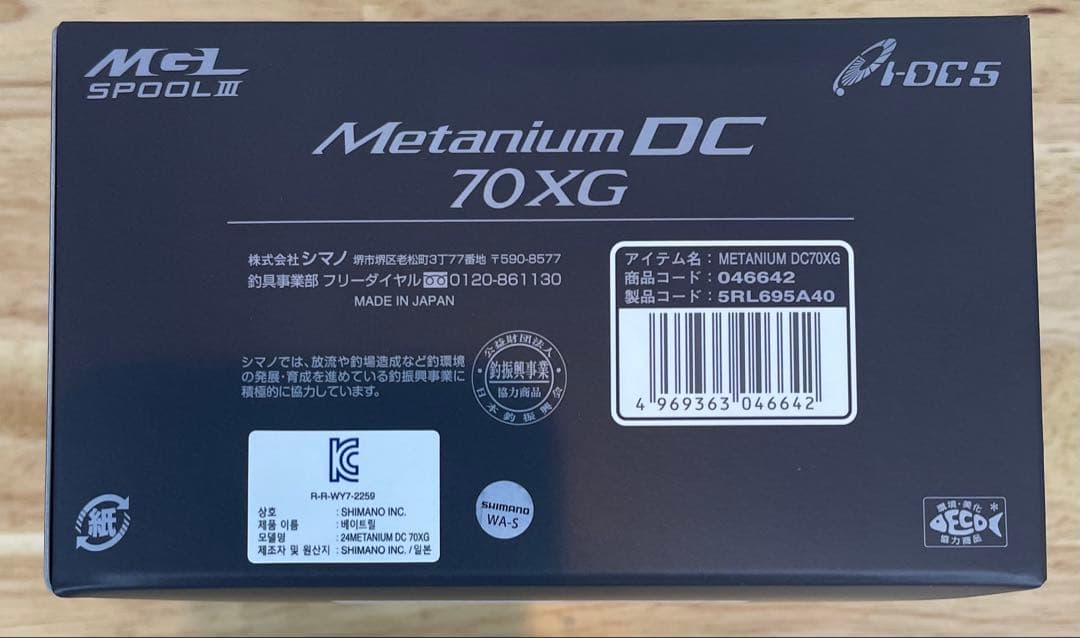 MGL
SPOOL III
I-DC5
Metanium DC
70XG
株式会社シマノ 堺市堺区老松町3丁77番地 〒590-8577
釣具事業部 フリーダイヤル 0120-861130
MADE IN JAPAN
アイテム名：METANIUM DC70XG
商品コード：046642
製品コード：5RL695A40
4 969363 046642
シマノでは、放流や釣場造成など釣環境
の発展・育成を進めている釣振興事業に
積極的に協力しています。
公益財団法人
釣振興事業
協力商品
日本釣振興会
KC
R-R-WY7-2259
상호 : SHIMANO INC.
제품 이름 : 베이트릴
모델명 : 24METANIUM DC 70XG
제조자 및 원산지 : SHIMANO INC. / 일본
SHIMANO
WA-S
紙
環境・美化
DECO
協力商品